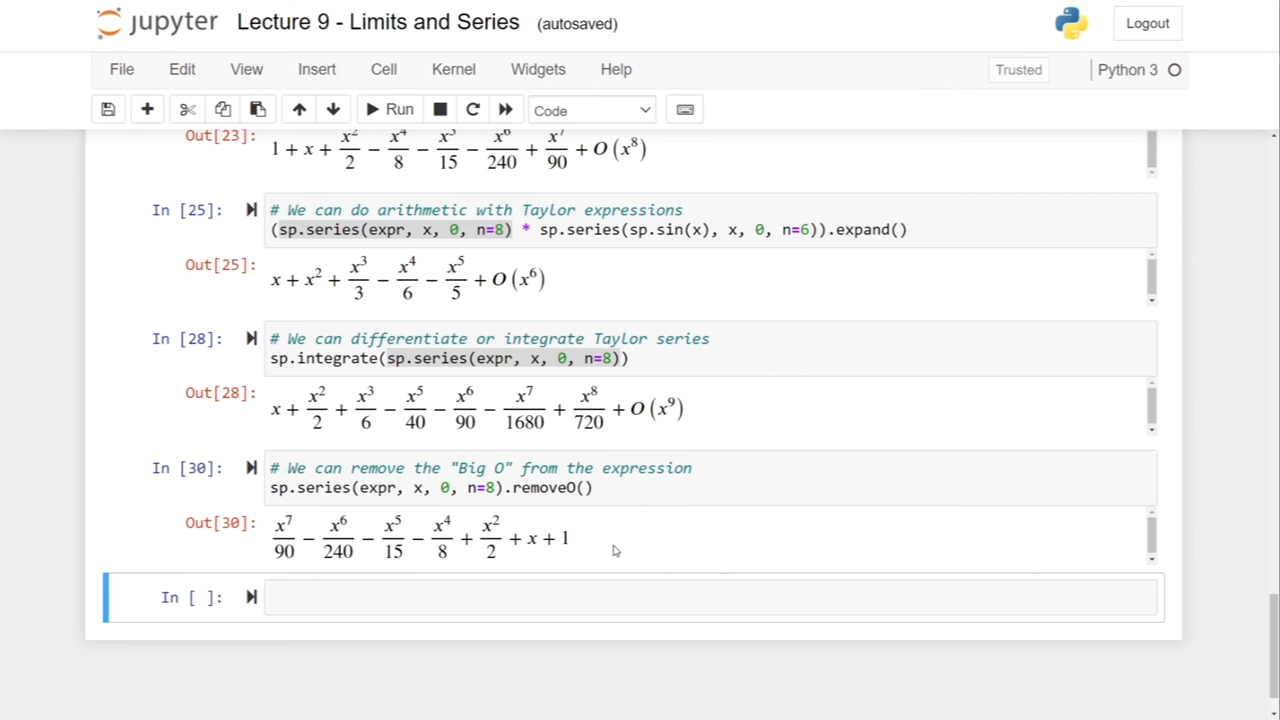 jupyter Lecture 9 - Limits and Series (autosaved) Logout
File Edit View Insert Cell Kernel Widgets Help Trusted Python 3
Run Code
Out[23]: 1 + x + x²/2 − x⁴/8 − x⁵/15 − x⁶/240 + x⁷/90 + O(x⁸)
In [25]: # We can do arithmetic with Taylor expressions
(sp.series(expr, x, 0, n=8) * sp.series(sp.sin(x), x, 0, n=6)).expand()
Out[25]: x + x² + x³/3 − x⁴/6 − x⁵/5 + O(x⁶)
In [28]: # We can differentiate or integrate Taylor series
sp.integrate(sp.series(expr, x, 0, n=8))
Out[28]: x + x²/2 + x³/6 − x⁵/40 − x⁶/90 − x⁷/1680 + x⁸/720 + O(x⁹)
In [30]: # We can remove the "Big O" from the expression
sp.series(expr, x, 0, n=8).removeO()
Out[30]: x⁷/90 − x⁶/240 − x⁵/15 − x⁴/8 + x²/2 + x + 1
In [ ]: